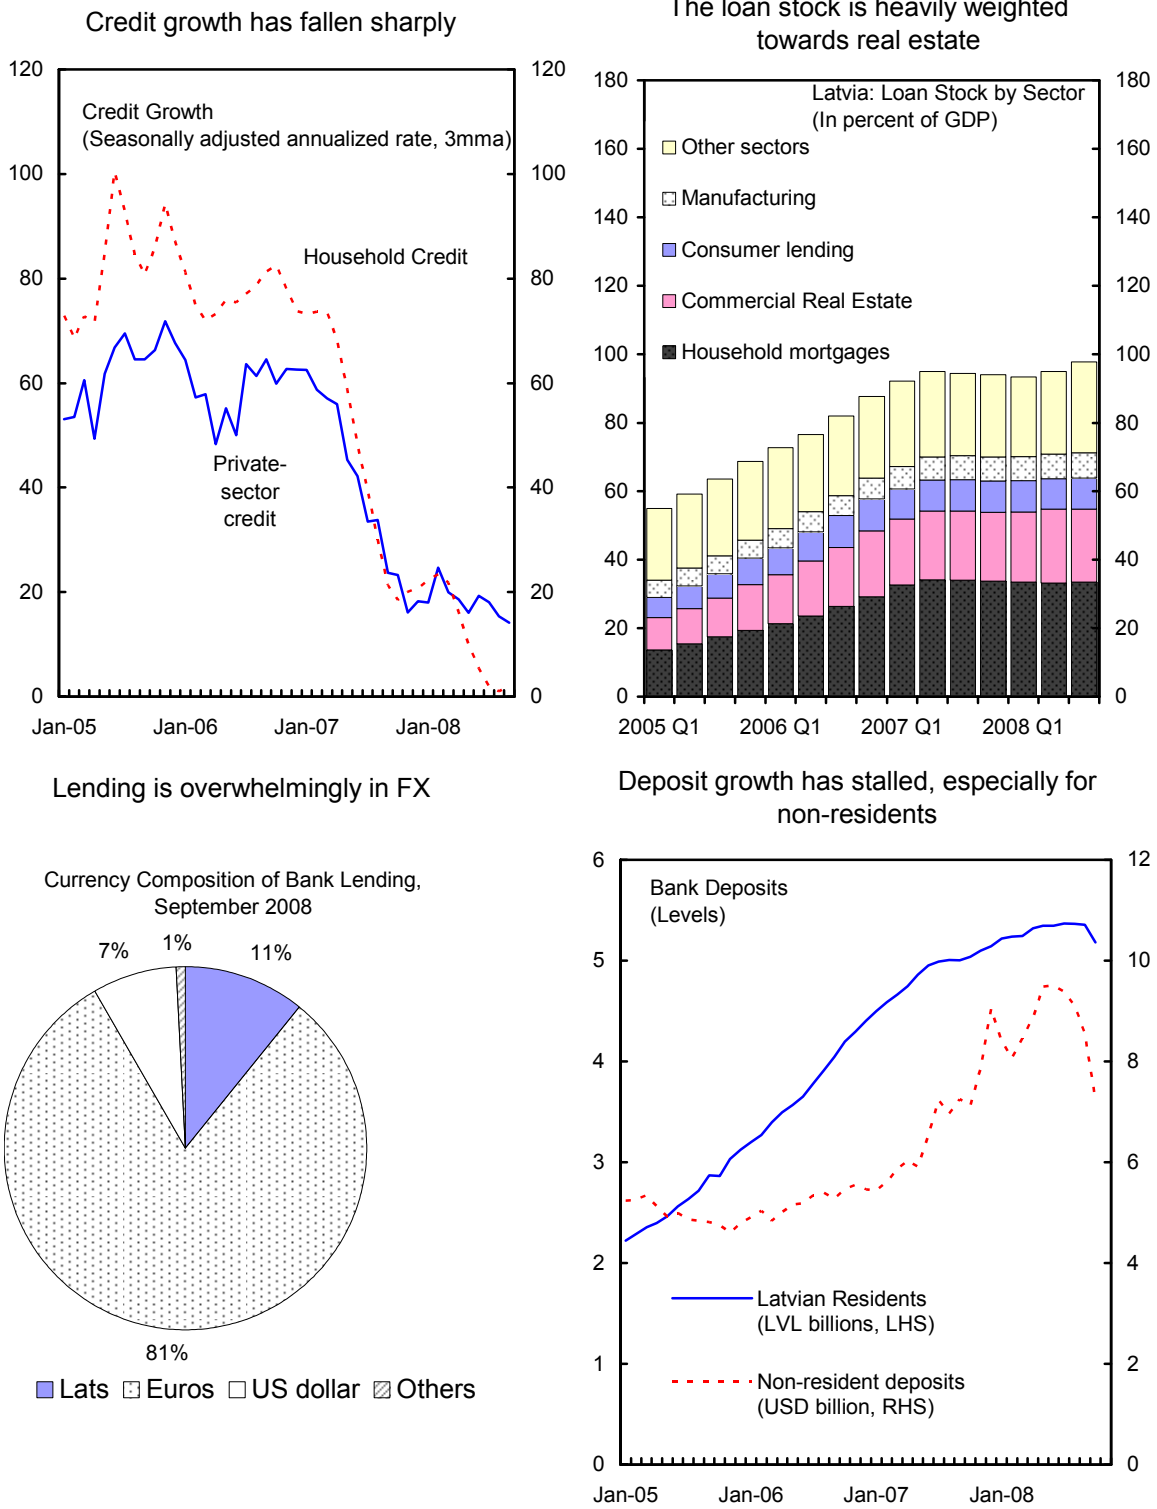 Credit growth has fallen sharply
120
100
80
60
40
20
0
Credit Growth
(Seasonally adjusted annualized rate, 3mma)
Household Credit
Private-
sector
credit
120
100
80
60
40
20
0
Jan-05 Jan-06 Jan-07 Jan-08
The loan stock is heavily weighted
towards real estate
180
160
140
120
100
80
60
40
20
0
Latvia: Loan Stock by Sector
(In percent of GDP)
Other sectors
Manufacturing
Consumer lending
Commercial Real Estate
Household mortgages
180
160
140
120
100
80
60
40
20
0
2005 Q1 2006 Q1 2007 Q1 2008 Q1
Lending is overwhelmingly in FX
Currency Composition of Bank Lending,
September 2008
7% 1% 11%
81%
Lats Euros US dollar Others
Deposit growth has stalled, especially for
non-residents
6
5
4
3
2
1
0
Bank Deposits
(Levels)
Latvian Residents
(LVL billions, LHS)
Non-resident deposits
(USD billion, RHS)
12
10
8
6
4
2
0
Jan-05 Jan-06 Jan-07 Jan-08